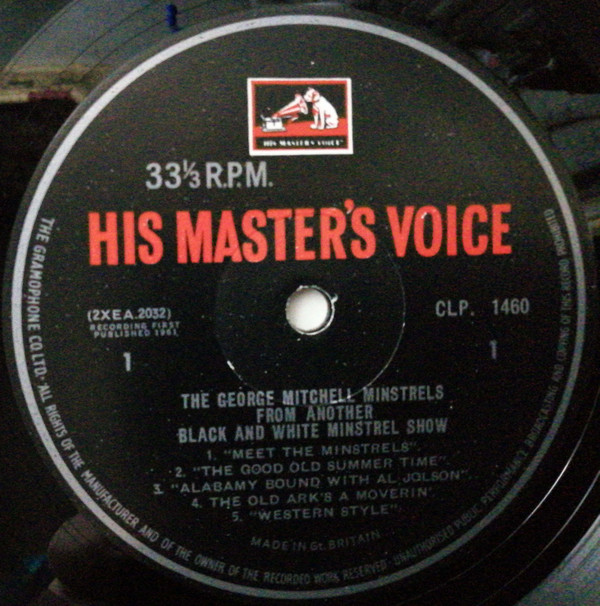 "HIS MASTER'S VOICE"
33⅓ R.P.M.
HIS MASTER'S VOICE
(2XEA.2032)
RECORDING FIRST
PUBLISHED 1961
1
CLP. 1460
1
THE GEORGE MITCHELL MINSTRELS
FROM ANOTHER
BLACK AND WHITE MINSTREL SHOW
1. "MEET THE MINSTRELS".
2. "THE GOOD OLD SUMMER TIME".
3. "ALABAMY BOUND WITH AL JOLSON".
4. THE OLD ARK'S A MOVERIN'
5. "WESTERN STYLE".
MADE IN Gt. BRITAIN
THE GRAMOPHONE CO. LTD. ALL RIGHTS OF THE MANUFACTURER AND OF THE OWNER OF THE RECORDED WORK RESERVED. UNAUTHORISED PUBLIC PERFORMANCE BROADCASTING AND COPYING OF THIS RECORD PROHIBITED